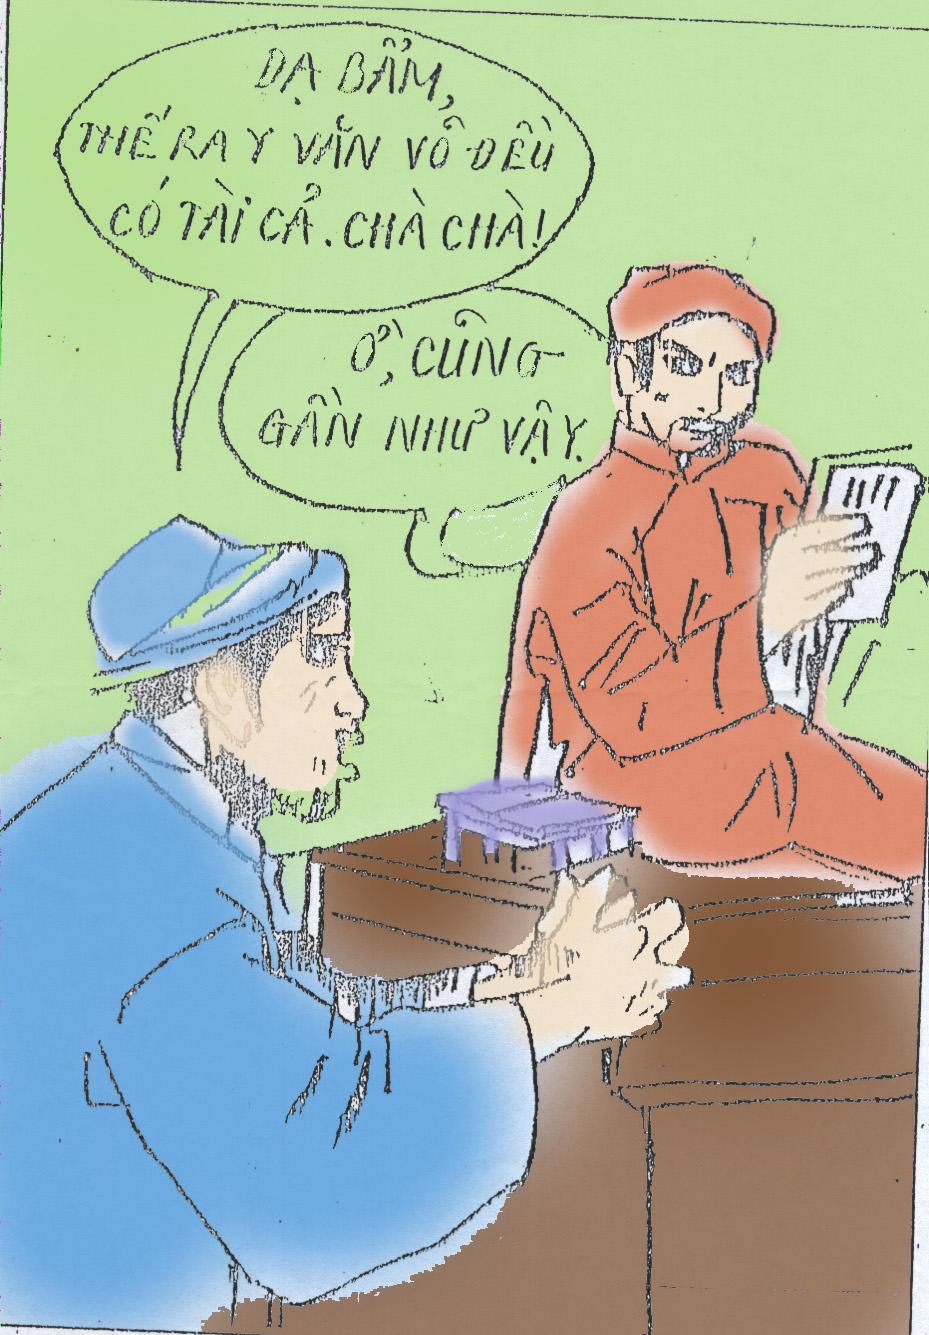 DẠ BẨM,
THẾ RA Y VĂN VÕ ĐỀU
CÓ TÀI CẢ. CHÀ CHÀ!
Ờ, CŨNG
GẦN NHƯ VẬY.